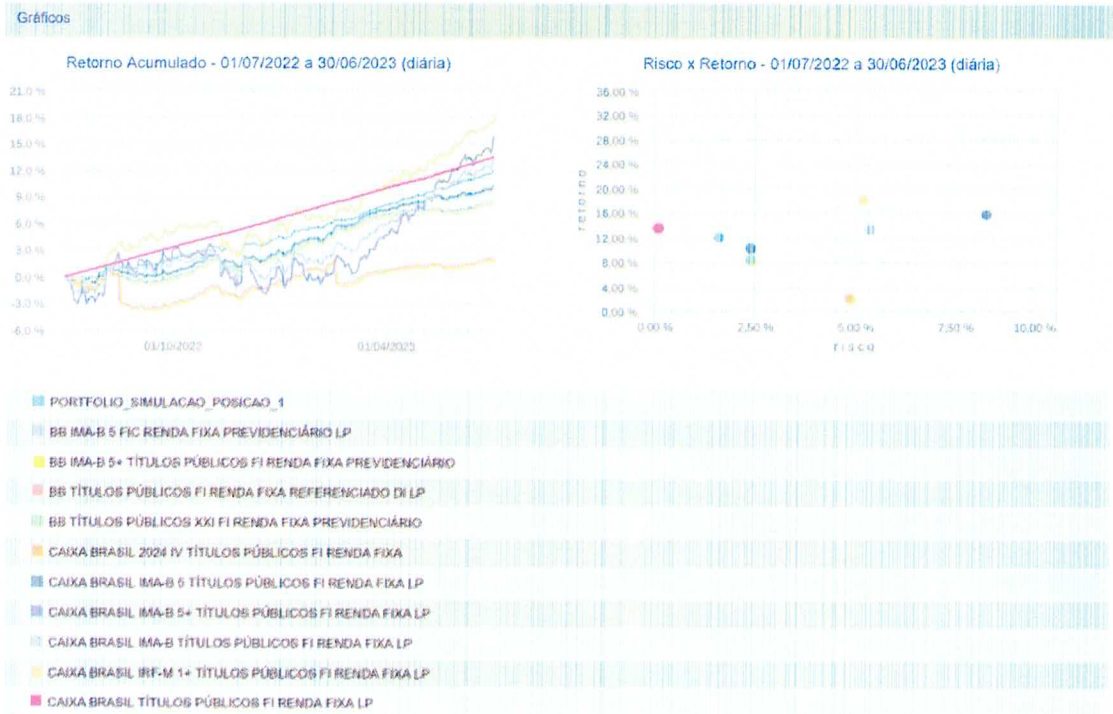 Gráficos
Retorno Acumulado - 01/07/2022 a 30/06/2023 (diária)
21.0 %
18.0 %
15.0 %
12.0 %
9.0 %
6.0 %
3.0 %
0.0 %
-3.0 %
-6.0 %
01/10/2022
01/04/2023
Risco x Retorno - 01/07/2022 a 30/06/2023 (diária)
retorno
36.00 %
32.00 %
28.00 %
24.00 %
20.00 %
16.00 %
12.00 %
8.00 %
4.00 %
0.00 %
0.00 %
2.50 %
5.00 %
7.50 %
10.00 %
risco
PORTFOLIO_SIMULACAO_POSICAO_1
BB IMA-B 5 FIC RENDA FIXA PREVIDENCIÁRIO LP
BB IMA-B 5+ TÍTULOS PÚBLICOS FI RENDA FIXA PREVIDENCIÁRIO
BB TÍTULOS PÚBLICOS FI RENDA FIXA REFERENCIADO DI LP
BB TÍTULOS PÚBLICOS XXI FI RENDA FIXA PREVIDENCIÁRIO
CAIXA BRASIL 2024 IV TÍTULOS PÚBLICOS FI RENDA FIXA
CAIXA BRASIL IMA-B 5 TÍTULOS PÚBLICOS FI RENDA FIXA LP
CAIXA BRASIL IMA-B 5+ TÍTULOS PÚBLICOS FI RENDA FIXA LP
CAIXA BRASIL IMA-B TÍTULOS PÚBLICOS FI RENDA FIXA LP
CAIXA BRASIL IRF-M 1+ TÍTULOS PÚBLICOS FI RENDA FIXA LP
CAIXA BRASIL TÍTULOS PÚBLICOS FI RENDA FIXA LP